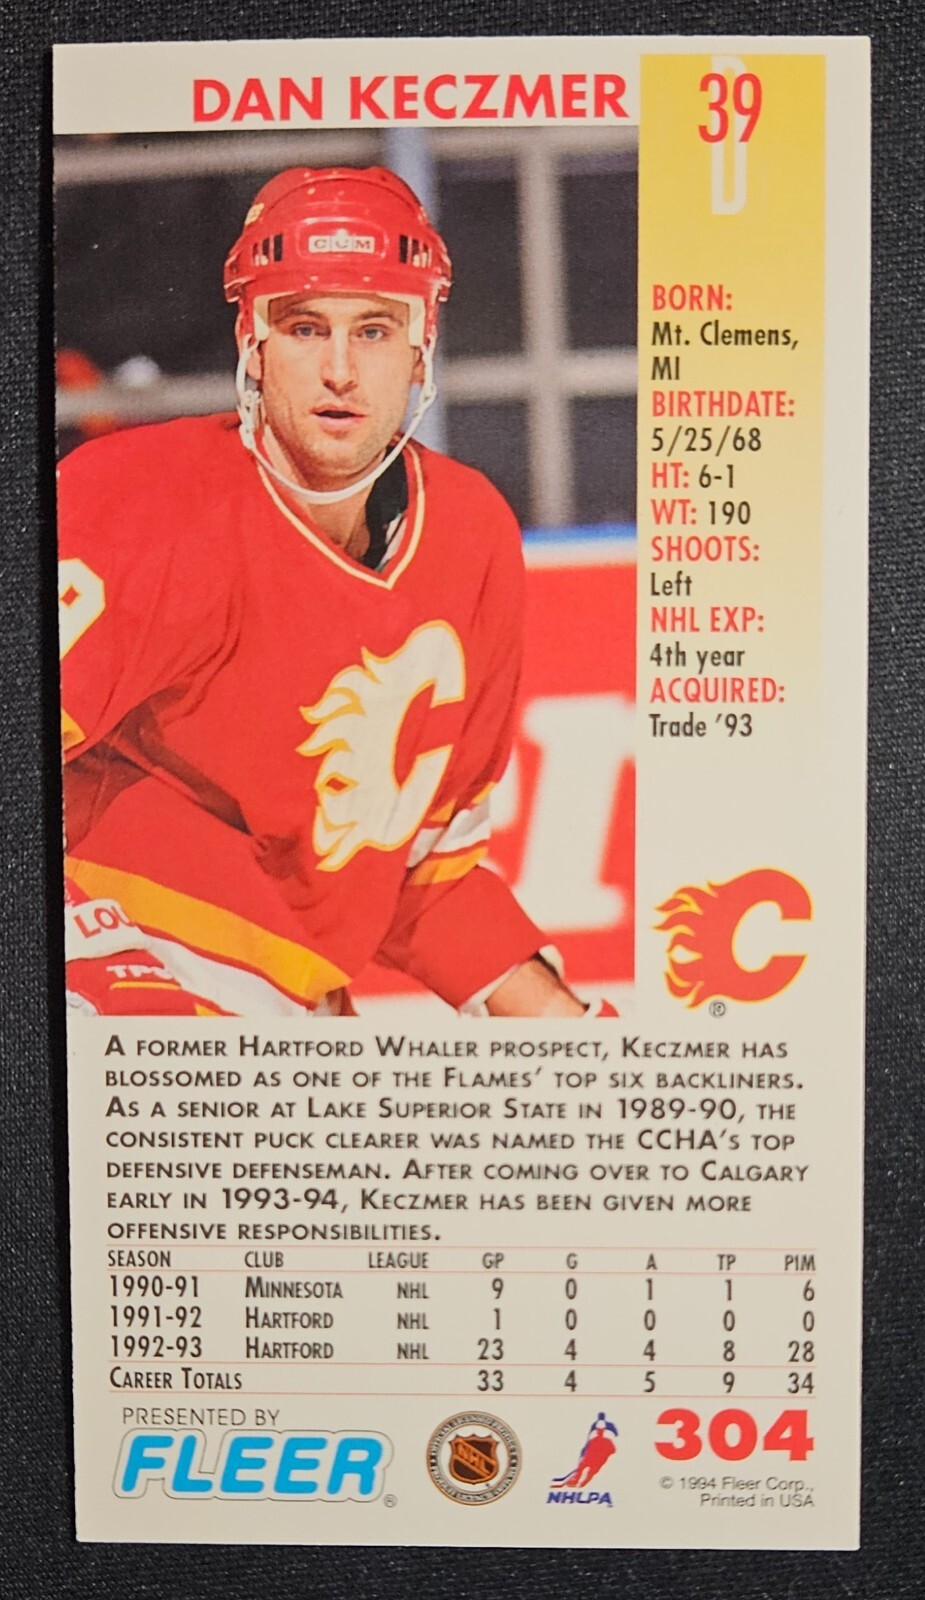 DAN KECZMER
39
D
BORN:
Mt. Clemens,
MI
BIRTHDATE:
5/25/68
HT: 6-1
WT: 190
SHOOTS:
Left
NHL EXP:
4th year
ACQUIRED:
Trade '93
CCM
C
LOU
TPS
C
®
A FORMER HARTFORD WHALER PROSPECT, KECZMER HAS
BLOSSOMED AS ONE OF THE FLAMES' TOP SIX BACKLINERS.
AS A SENIOR AT LAKE SUPERIOR STATE IN 1989-90, THE
CONSISTENT PUCK CLEARER WAS NAMED THE CCHA'S TOP
DEFENSIVE DEFENSEMAN. AFTER COMING OVER TO CALGARY
EARLY IN 1993-94, KECZMER HAS BEEN GIVEN MORE
OFFENSIVE RESPONSIBILITIES.
SEASON CLUB LEAGUE GP G A TP PIM
1990-91 MINNESOTA NHL 9 0 1 1 6
1991-92 HARTFORD NHL 1 0 0 0 0
1992-93 HARTFORD NHL 23 4 4 8 28
CAREER TOTALS 33 4 5 9 34
PRESENTED BY
FLEER®
NHL
NHLPA
304
© 1994 Fleer Corp.,
Printed in USA